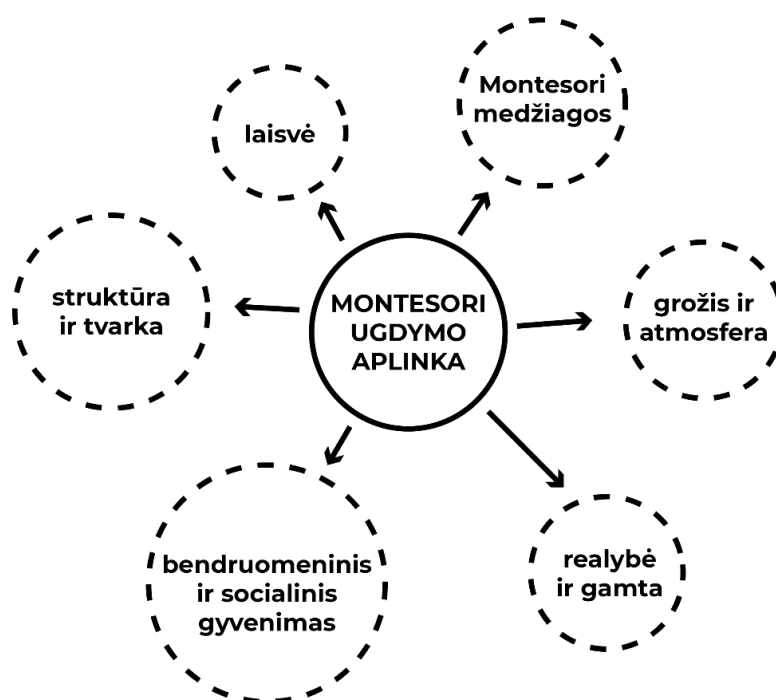 Montesori
medžiagos
laisvė
struktūra
ir tvarka
MONTESORI
UGDYMO
APLINKA
grožis ir
atmosfera
bendruomeninis
ir socialinis
gyvenimas
realybė
ir gamta